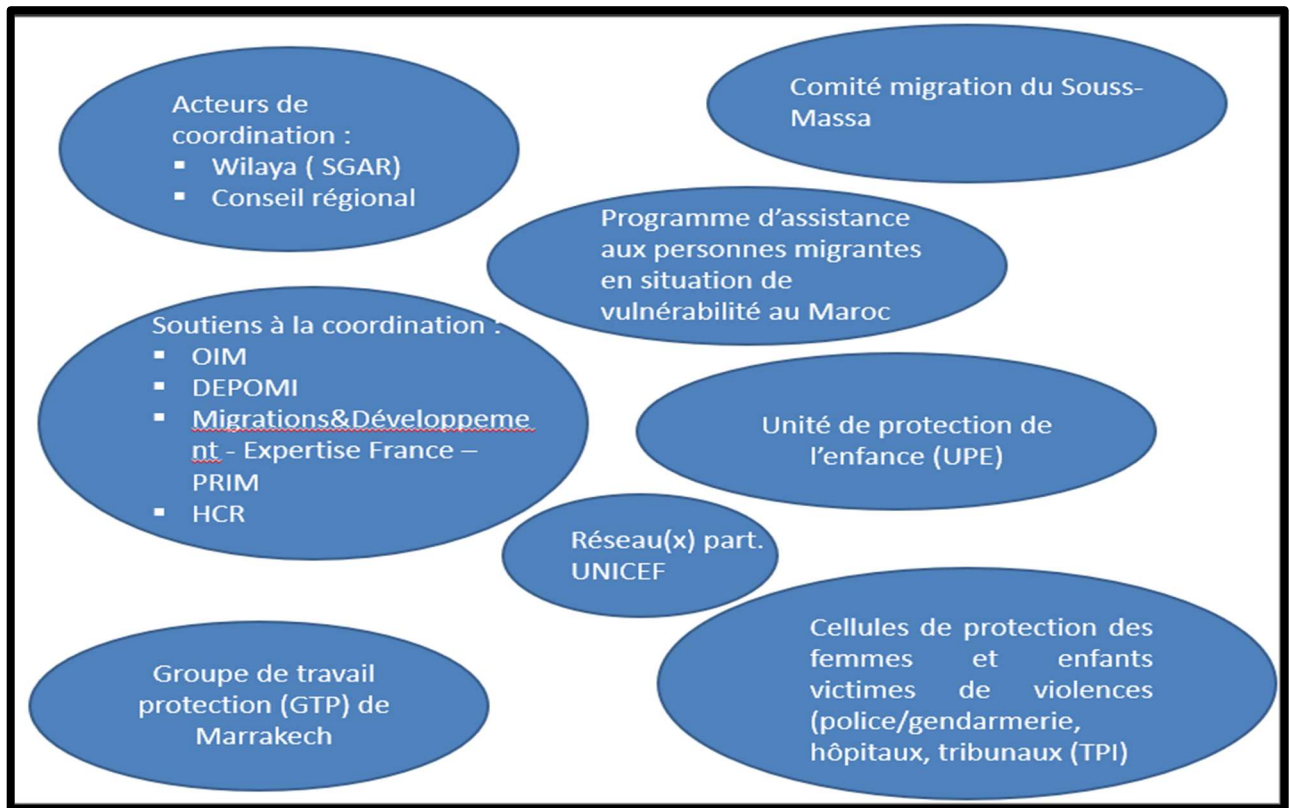 Acteurs de
coordination :
▪ Wilaya ( SGAR)
▪ Conseil régional
Comité migration du Souss-
Massa
Programme d’assistance
aux personnes migrantes
en situation de
vulnérabilité au Maroc
Soutiens à la coordination :
▪ OIM
▪ DEPOMI
▪ Migrations&Développeme
nt - Expertise France –
PRIM
▪ HCR
Unité de protection de
l’enfance (UPE)
Réseau(x) part.
UNICEF
Groupe de travail
protection (GTP) de
Marrakech
Cellules de protection des
femmes et enfants
victimes de violences
(police/gendarmerie,
hôpitaux, tribunaux (TPI)